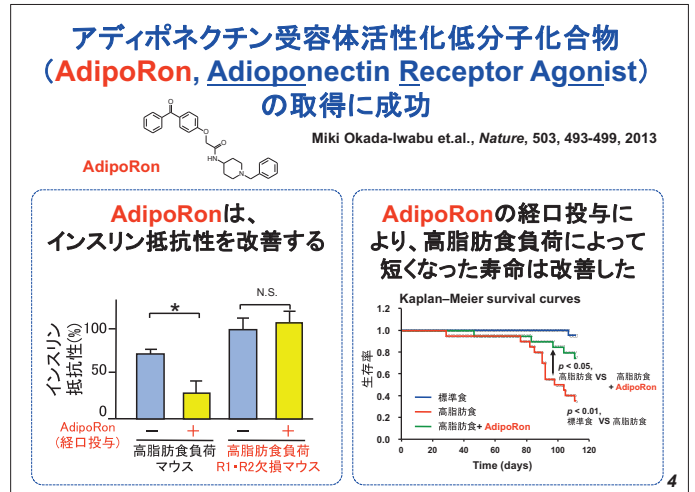 アディポネクチン受容体活性化低分子化合物
（AdipoRon, Adioponectin Receptor Agonist）
の取得に成功
Miki Okada-Iwabu et.al., Nature, 503, 493-499, 2013
O
O
O
HN
N
AdipoRon
AdipoRonは、
インスリン抵抗性を改善する
インスリン
抵抗性(%)
100
50
0
*
N.S.
AdipoRon
（経口投与）
− + − +
高脂肪食負荷
マウス
高脂肪食負荷
R1・R2欠損マウス
AdipoRonの経口投与に
より、高脂肪食負荷によって
短くなった寿命は改善した
Kaplan–Meier survival curves
生存率
1.2
1.0
0.8
0.6
0.4
0.2
0.0
p < 0.05,
高脂肪食 VS 高脂肪食
+ AdipoRon
標準食
高脂肪食
高脂肪食+ AdipoRon
p < 0.01,
標準食 VS 高脂肪食
0 20 40 60 80 100 120
Time (days)
4